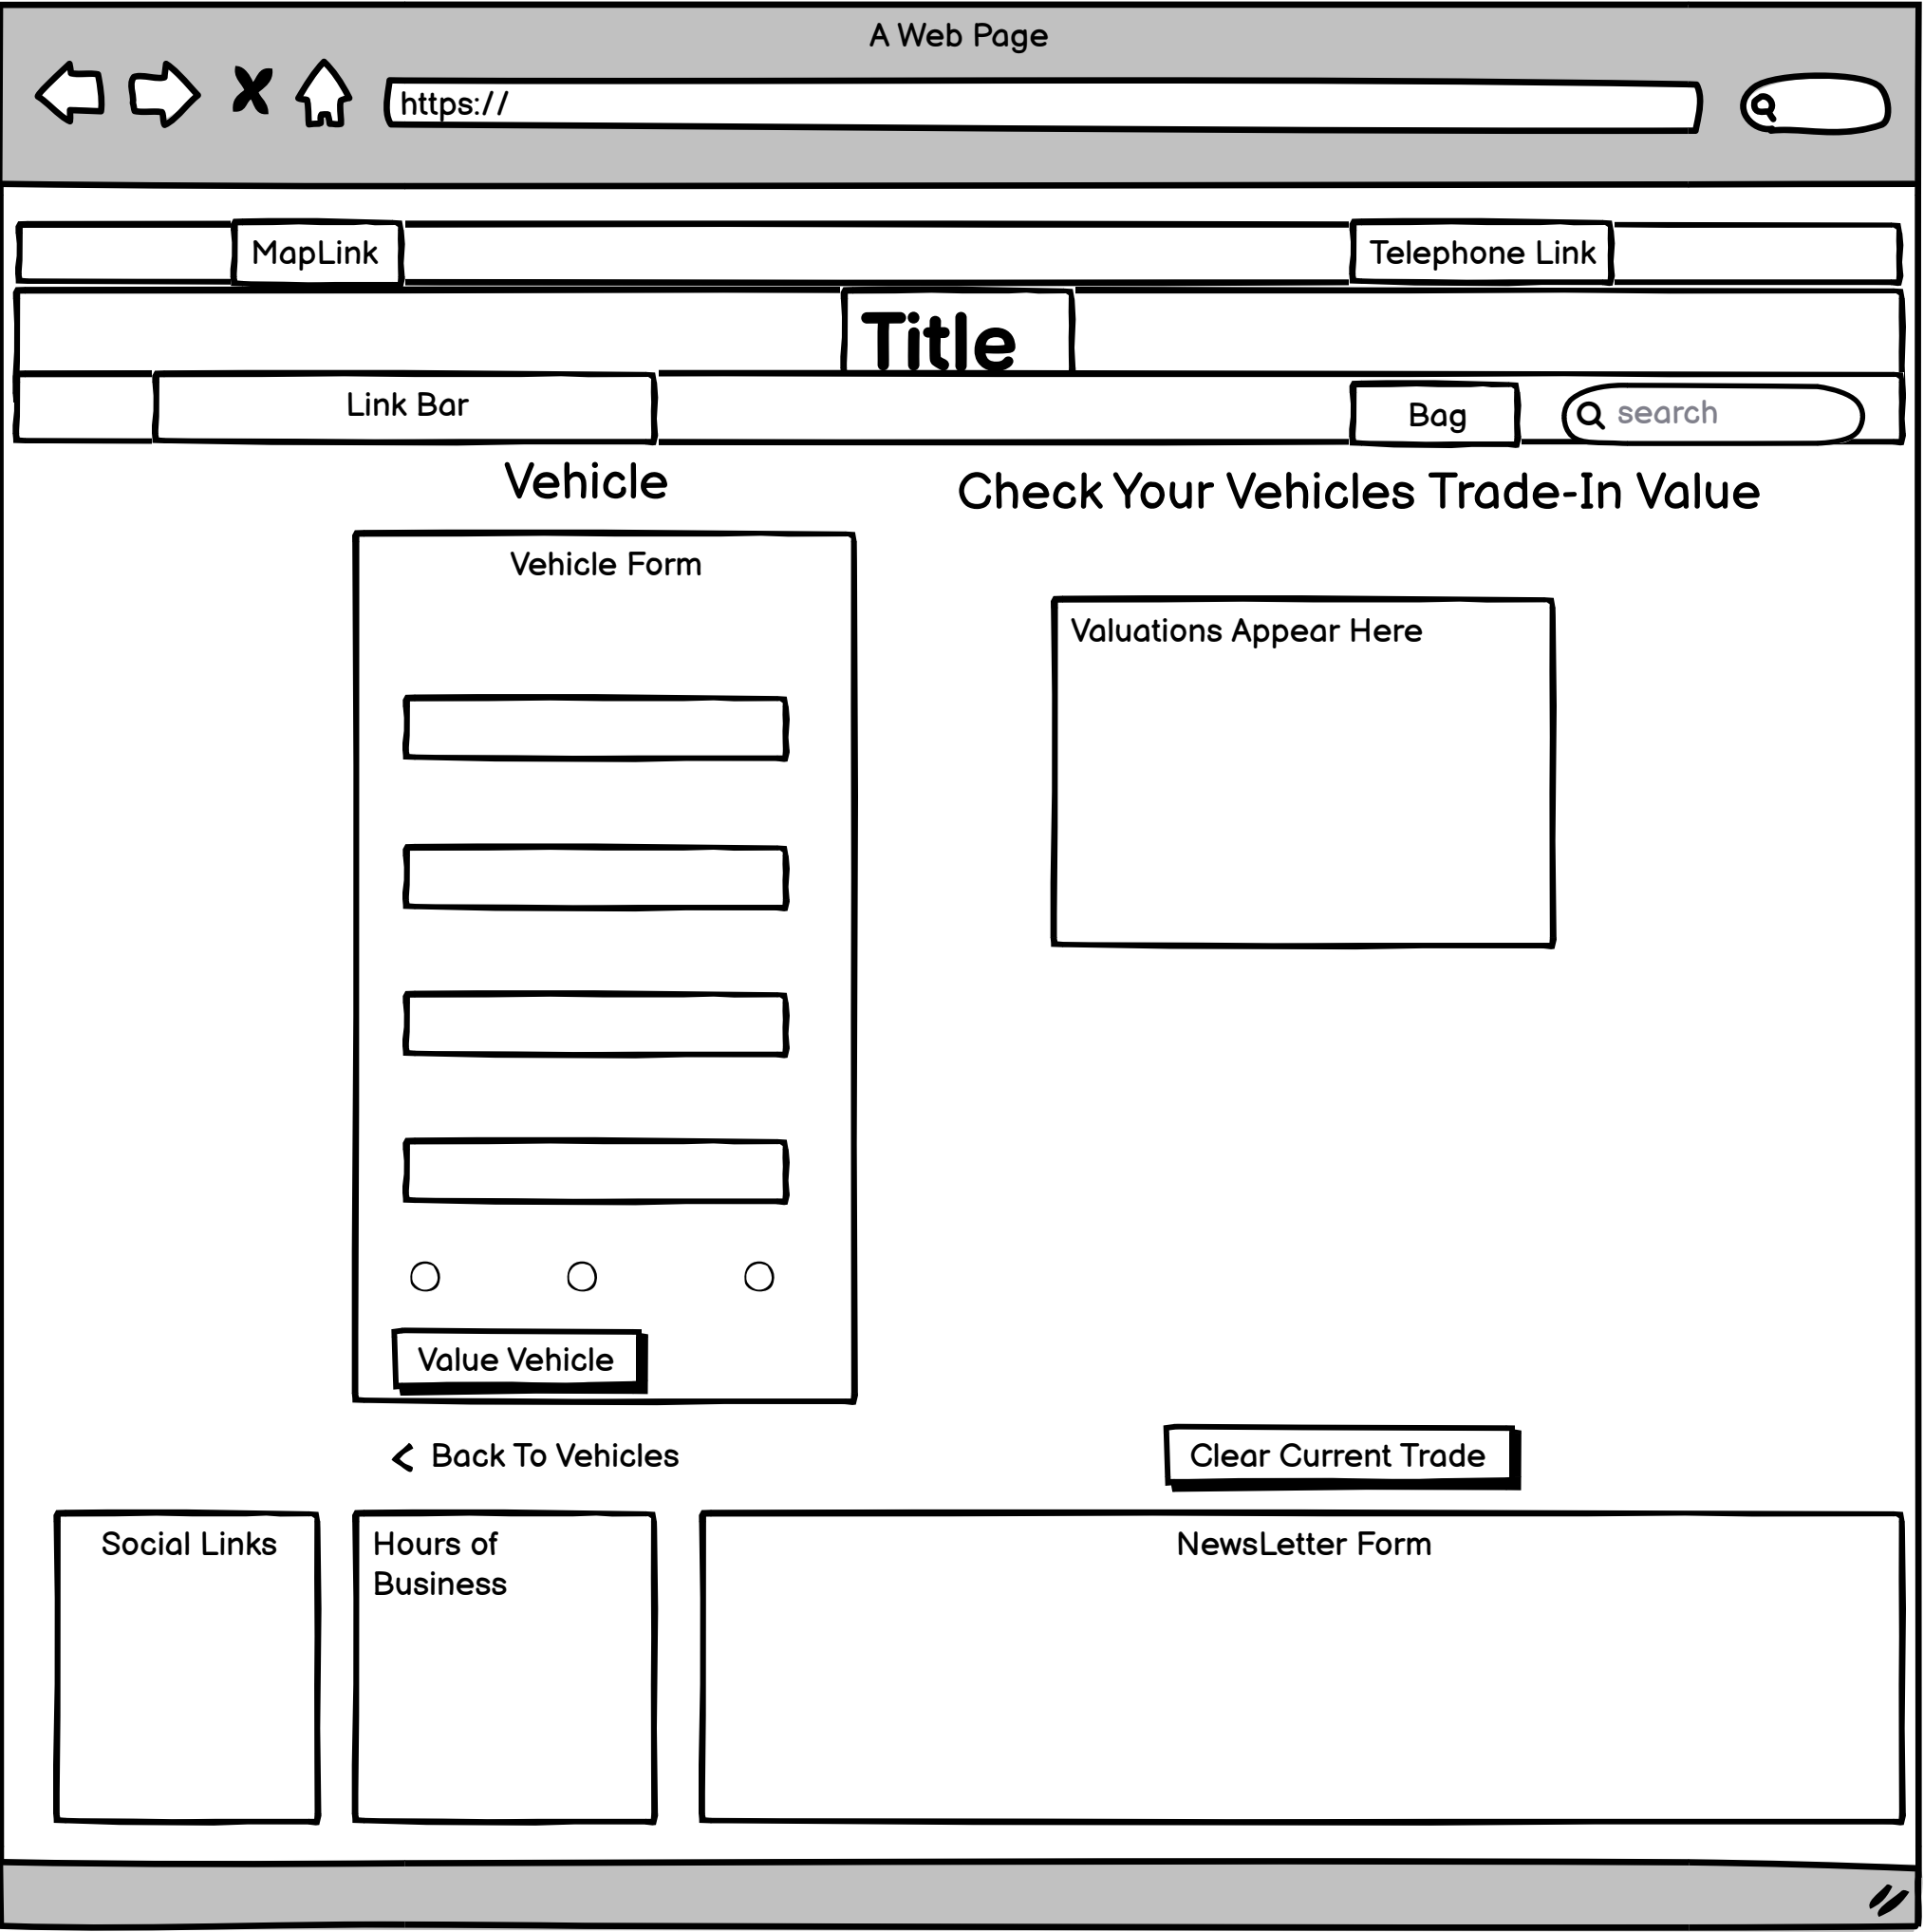 A Web Page
https://
MapLink
Telephone Link
Title
Link Bar
Bag
search
Vehicle
Check Your Vehicles Trade-In Value
Vehicle Form
Valuations Appear Here
Value Vehicle
Back To Vehicles
Clear Current Trade
Social Links
Hours of
Business
NewsLetter Form